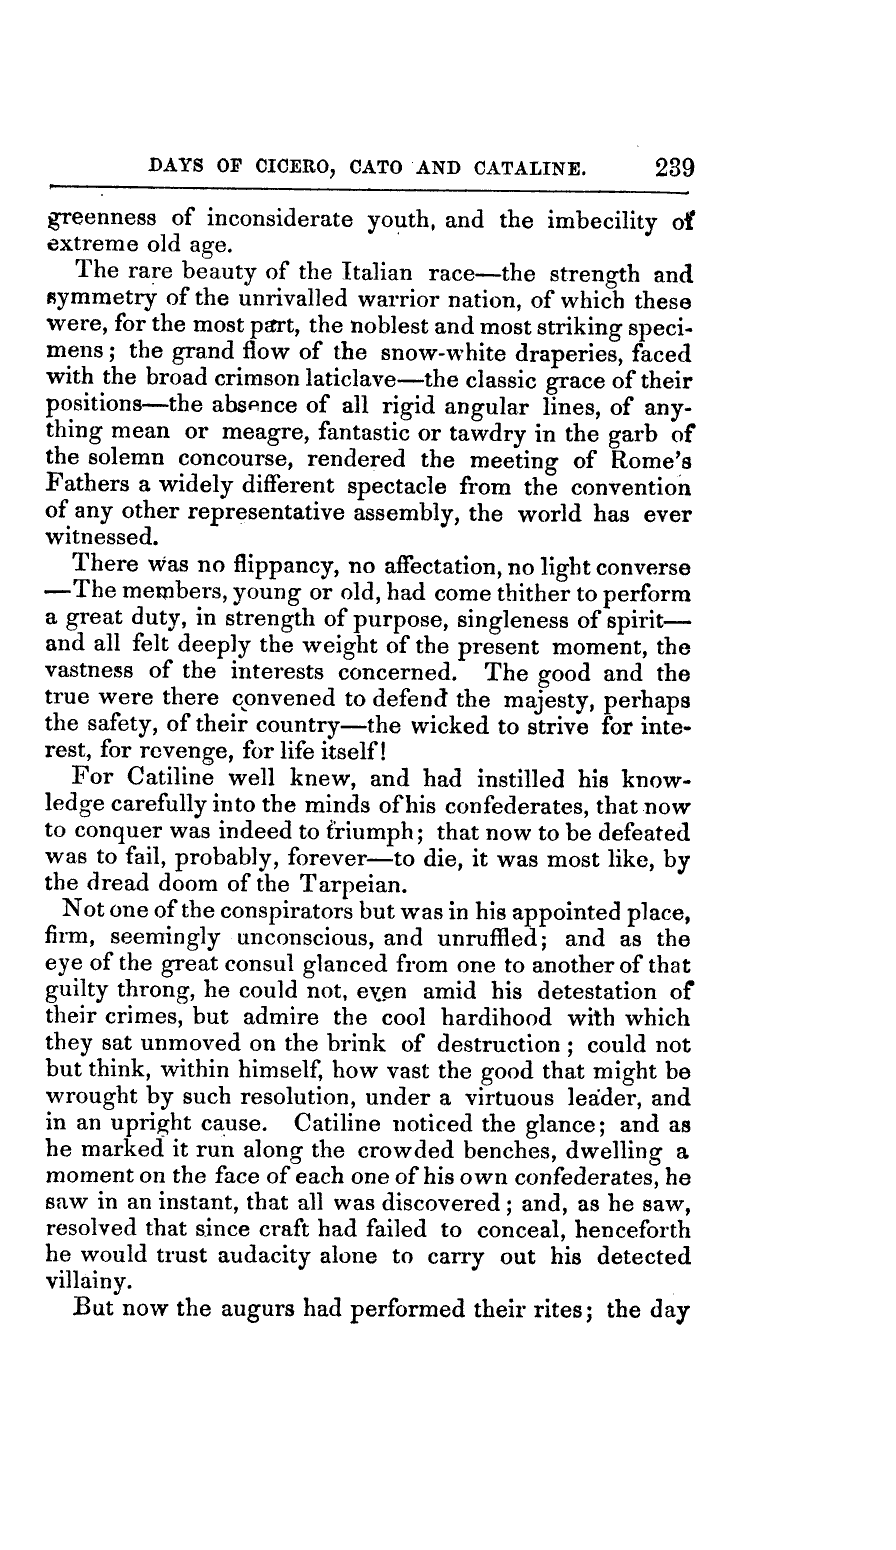 DAYS OF CICERO, CATO AND CATALINE. 239
greenness of inconsiderate youth, and the imbecility of
extreme old age.
The rare beauty of the Italian race—the strength and
symmetry of the unrivalled warrior nation, of which these
were, for the most part, the noblest and most striking speci-
mens; the grand flow of the snow-white draperies, faced
with the broad crimson laticlave—the classic grace of their
positions—the absence of all rigid angular lines, of any-
thing mean or meagre, fantastic or tawdry in the garb of
the solemn concourse, rendered the meeting of Rome's
Fathers a widely different spectacle from the convention
of any other representative assembly, the world has ever
witnessed.
There was no flippancy, no affectation, no light converse
—The members, young or old, had come thither to perform
a great duty, in strength of purpose, singleness of spirit—
and all felt deeply the weight of the present moment, the
vastness of the interests concerned. The good and the
true were there convened to defend the majesty, perhaps
the safety, of their country—the wicked to strive for inte-
rest, for revenge, for life itself!
For Catiline well knew, and had instilled his know-
ledge carefully into the minds of his confederates, that now
to conquer was indeed to triumph; that now to be defeated
was to fail, probably, forever—to die, it was most like, by
the dread doom of the Tarpeian.
Not one of the conspirators but was in his appointed place,
firm, seemingly unconscious, and unruffled; and as the
eye of the great consul glanced from one to another of that
guilty throng, he could not, even amid his detestation of
their crimes, but admire the cool hardihood with which
they sat unmoved on the brink of destruction; could not
but think, within himself, how vast the good that might be
wrought by such resolution, under a virtuous leader, and
in an upright cause. Catiline noticed the glance; and as
he marked it run along the crowded benches, dwelling a
moment on the face of each one of his own confederates, he
saw in an instant, that all was discovered; and, as he saw,
resolved that since craft had failed to conceal, henceforth
he would trust audacity alone to carry out his detected
villainy.
But now the augurs had performed their rites; the day